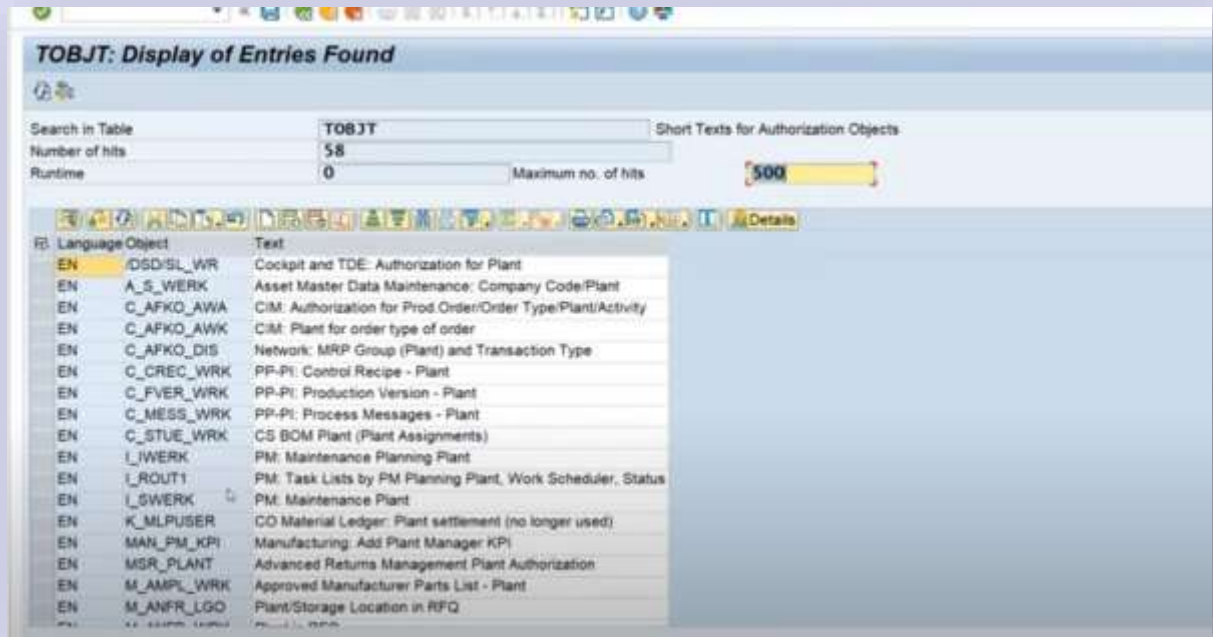 TOBJT: Display of Entries Found
Search in Table TOBJT Short Texts for Authorization Objects
Number of hits 58
Runtime 0 Maximum no. of hits 500
Details
Language Object Text
EN /DSD/SL_WR Cockpit and TDE: Authorization for Plant
EN A_S_WERK Asset Master Data Maintenance: Company Code/Plant
EN C_AFKO_AWA CIM: Authorization for Prod.Order/Order Type/Plant/Activity
EN C_AFKO_AWK CIM: Plant for order type of order
EN C_AFKO_DIS Network: MRP Group (Plant) and Transaction Type
EN C_CREC_WRK PP-PI: Control Recipe - Plant
EN C_FVER_WRK PP-PI: Production Version - Plant
EN C_MESS_WRK PP-PI: Process Messages - Plant
EN C_STUE_WRK CS BOM Plant (Plant Assignments)
EN I_IWERK PM: Maintenance Planning Plant
EN I_ROUT1 PM: Task Lists by PM Planning Plant, Work Scheduler, Status
EN I_SWERK PM: Maintenance Plant
EN K_MLPUSER CO Material Ledger: Plant settlement (no longer used)
EN MAN_PM_KPI Manufacturing: Add Plant Manager KPI
EN MSR_PLANT Advanced Returns Management Plant Authorization
EN M_AMPL_WRK Approved Manufacturer Parts List - Plant
EN M_ANFR_LGO Plant/Storage Location in RFQ